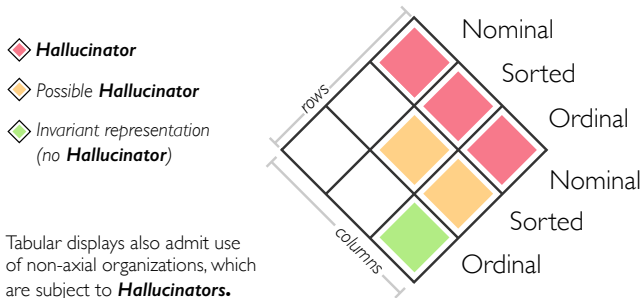 Hallucinator
Possible Hallucinator
Invariant representation
(no Hallucinator)
Tabular displays also admit use
of non-axial organizations, which
are subject to Hallucinators.
rows
columns
Nominal
Sorted
Ordinal
Nominal
Sorted
Ordinal